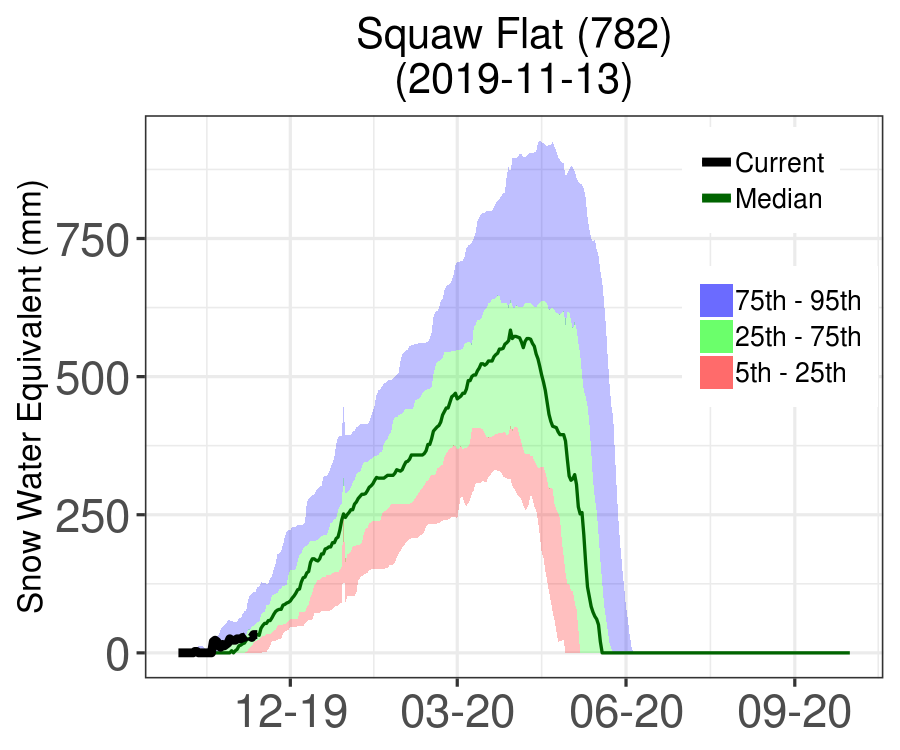 Squaw Flat (782)
(2019-11-13)
Snow Water Equivalent (mm)
750
500
250
0
12-19
03-20
06-20
09-20
Current
Median
75th - 95th
25th - 75th
5th - 25th